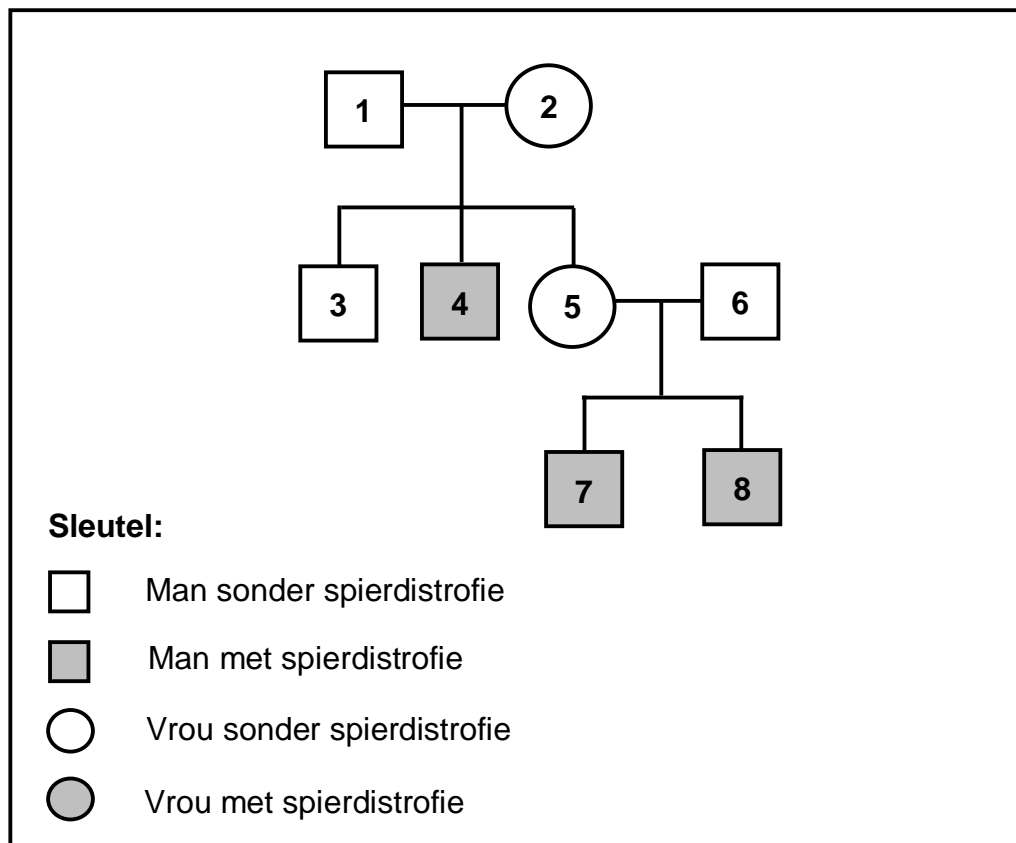 1 2
3 4 5 6
7 8
Sleutel:
Man sonder spierdistrofie
Man met spierdistrofie
Vrou sonder spierdistrofie
Vrou met spierdistrofie